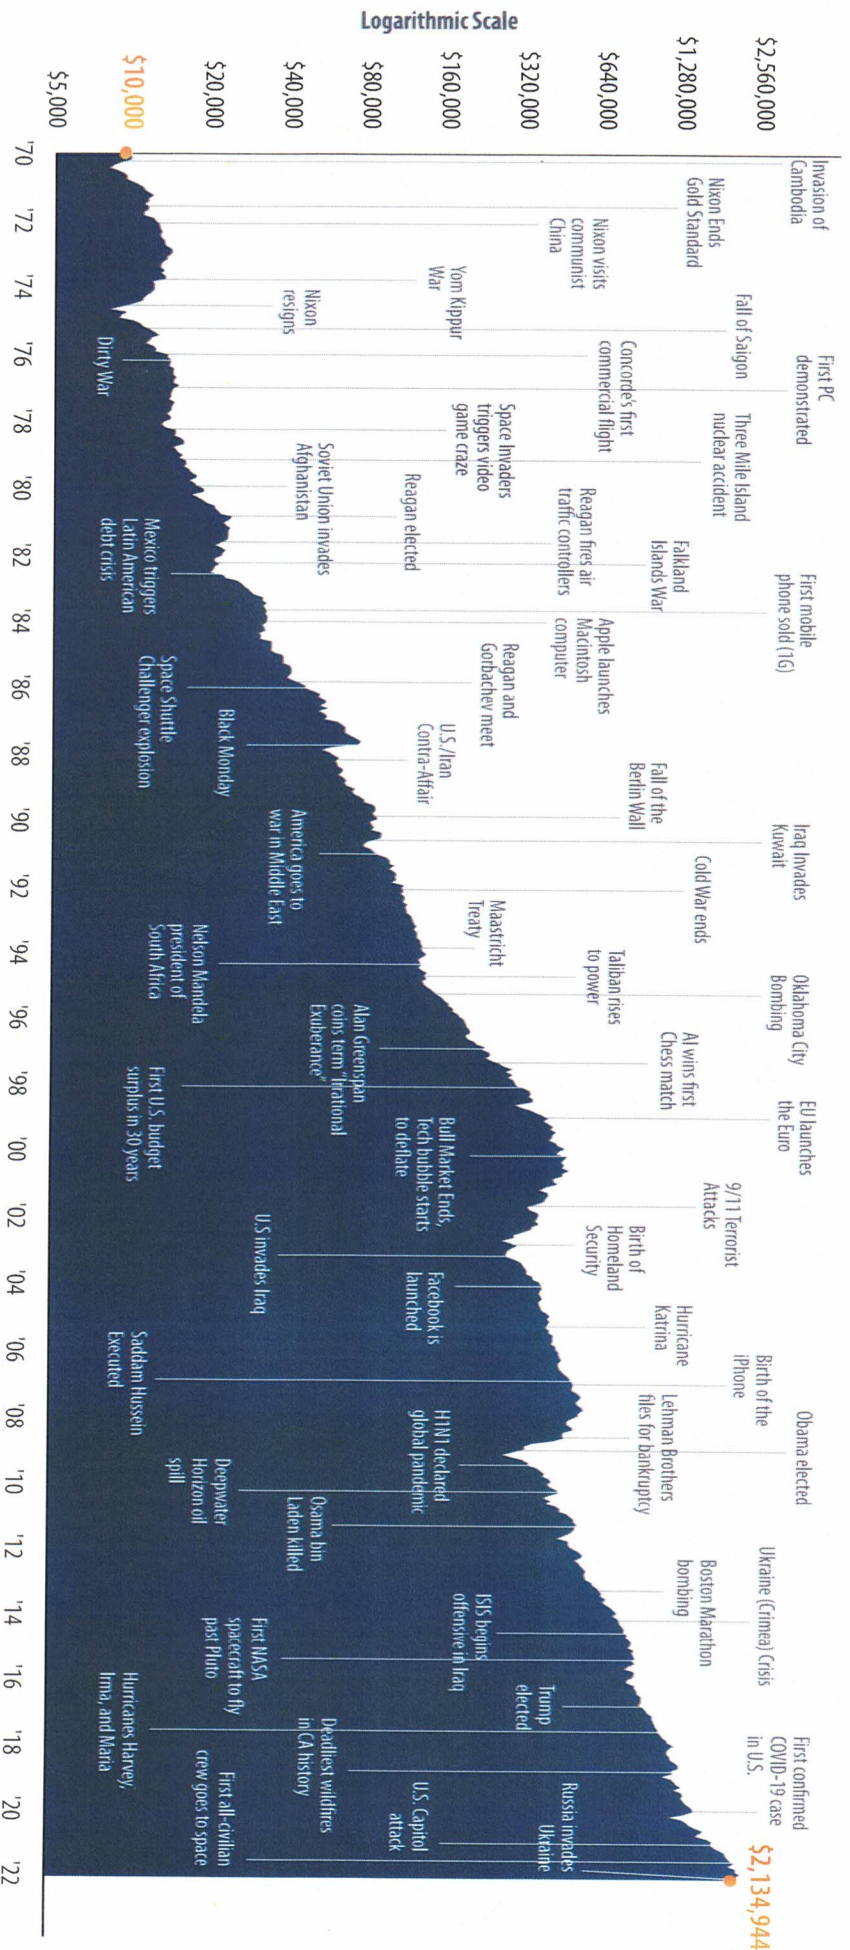 Logarithmic Scale
$2,560,000
$1,280,000
$640,000
$320,000
$160,000
$80,000
$40,000
$20,000
$10,000
$5,000
Invasion of
Cambodia
Nixon Ends
Gold Standard
Nixon visits
communist
China
Yom Kippur
War
Nixon
resigns
Fall of Saigon
First PC
demonstrated
Concorde's first
commercial flight
Dirty War
Three Mile Island
nuclear accident
Space Invaders
triggers video
game craze
Soviet Union invades
Afghanistan
Reagan elected
Reagan fires air
traffic controllers
Falkland
Islands War
Mexico triggers
Latin American
debt crisis
First mobile
phone sold (1G)
Apple launches
Macintosh
computer
Reagan and
Gorbachev meet
Space Shuttle
Challenger explosion
Black Monday
U.S./Iran
Contra-Affair
Fall of the
Berlin Wall
Iraq Invades
Kuwait
America goes to
war in Middle East
Cold War ends
Maastricht
Treaty
Nelson Mandela
president of
South Africa
Taliban rises
to power
Oklahoma City
Bombing
Alan Greenspan
coins term "Irrational
Exuberance"
AI wins first
Chess match
First U.S. budget
surplus in 30 years
EU launches
the Euro
Bull Market Ends,
Tech bubble starts
to deflate
9/11 Terrorist
Attacks
Birth of
Homeland
Security
U.S invades Iraq
Facebook is
launched
Hurricane
Katrina
Saddam Hussein
Executed
Birth of the
iPhone
Lehman Brothers
files for bankruptcy
Obama elected
H1N1 declared
global pandemic
Deepwater
Horizon oil
spill
Osama bin
Laden killed
Boston Marathon
bombing
Ukraine (Crimea) Crisis
ISIS begins
offensive in Iraq
First NASA
spacecraft to fly
past Pluto
Trump
elected
Hurricanes Harvey,
Irma, and Maria
Deadliest wildfires
in CA history
First confirmed
COVID-19 case
in U.S.
U.S. Capitol
attack
First all-civilian
crew goes to space
Russia invades
Ukraine
$2,134,944
'70 '72 '74 '76 '78 '80 '82 '84 '86 '88 '90 '92 '94 '96 '98 '00 '02 '04 '06 '08 '10 '12 '14 '16 '18 '20 '22